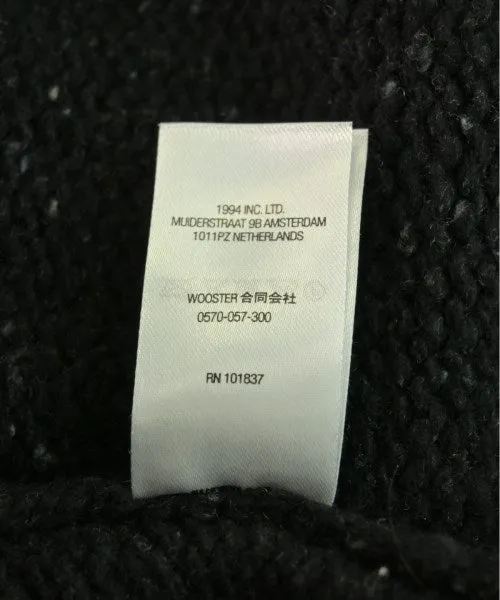 1994 INC. LTD.
MUIDERSTRAAT 9B AMSTERDAM
1011PZ NETHERLANDS
WOOSTER 合同会社
0570-057-300
RN 101837